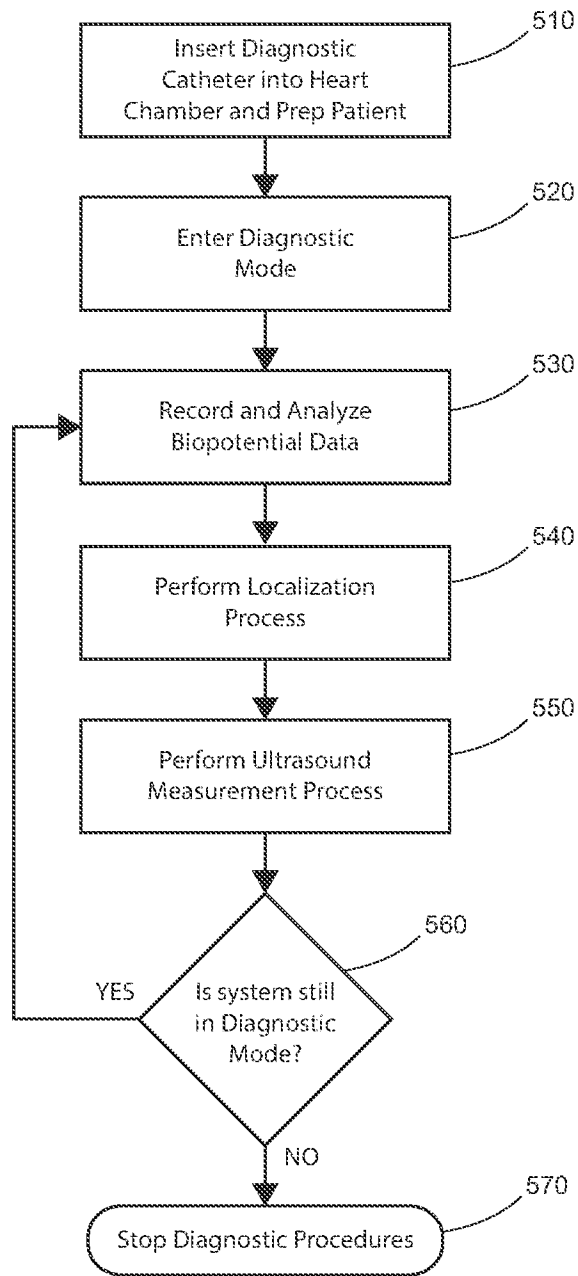 510
Insert Diagnostic
Catheter into Heart
Chamber and Prep Patient
520
Enter Diagnostic
Mode
530
Record and Analyze
Biopotential Data
540
Perform Localization
Process
550
Perform Ultrasound
Measurement Process
560
YES
Is system still
in Diagnostic
Mode?
NO
570
Stop Diagnostic Procedures